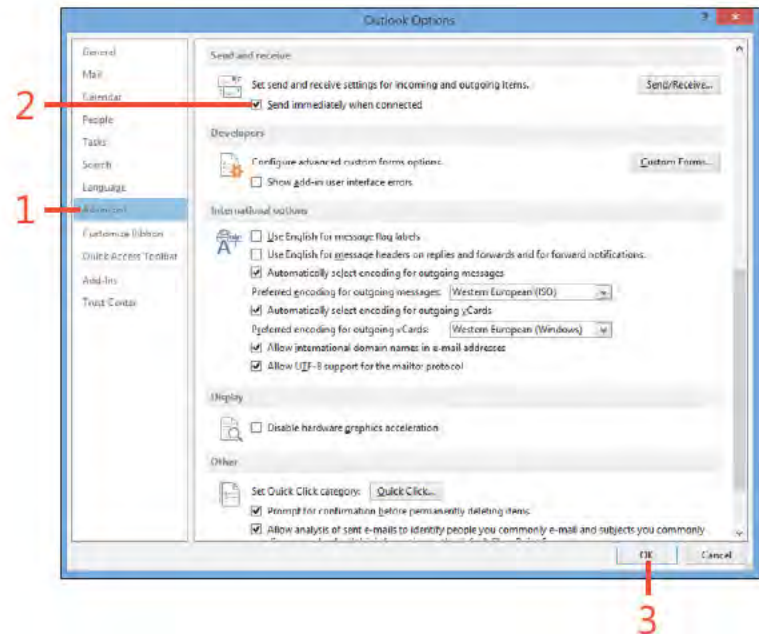 Outlook Options
?
General
Mail
Calendar
People
Tasks
Search
Language
Advanced
Customize Ribbon
Quick Access Toolbar
Add-Ins
Trust Center
Send and receive
Set send and receive settings for incoming and outgoing items.
Send/Receive...
Send immediately when connected
Developers
Configure advanced custom forms options.
Custom Forms...
Show add-in user interface errors
International options
Use English for message flag labels
Use English for message headers on replies and forwards and for forward notifications.
Automatically select encoding for outgoing messages
Preferred encoding for outgoing messages: Western European (ISO)
Automatically select encoding for outgoing vCards
Preferred encoding for outgoing vCards: Western European (Windows)
Allow international domain names in e-mail addresses
Allow UTF-8 support for the mailto: protocol
Display
Disable hardware graphics acceleration
Other
Set Quick Click category: Quick Click...
Prompt for confirmation before permanently deleting items
Allow analysis of sent e-mails to identify people you commonly e-mail and subjects you commonly
OK
Cancel
2
1
3